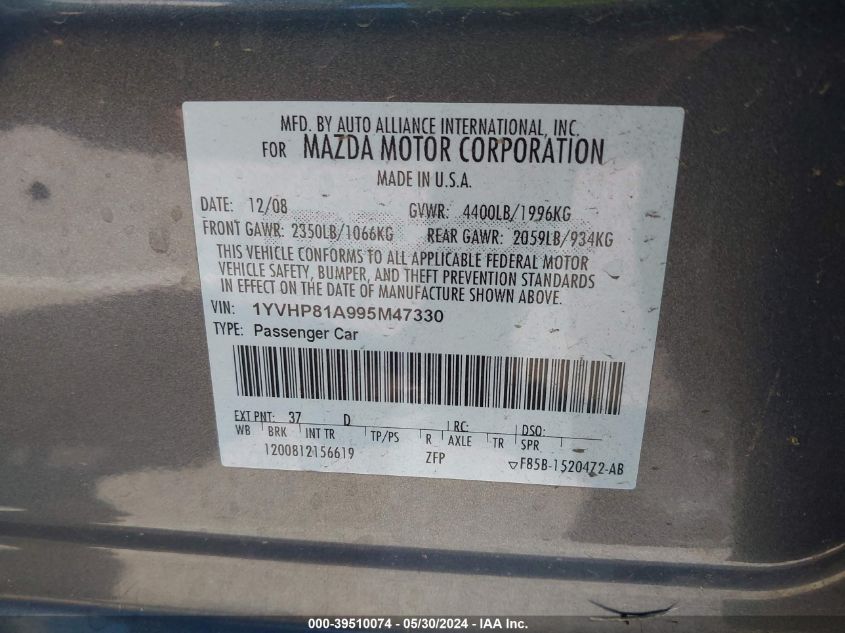 MFD. BY AUTO ALLIANCE INTERNATIONAL, INC.
FOR MAZDA MOTOR CORPORATION
MADE IN U.S.A.
DATE: 12/08 GVWR: 4400LB/1996KG
FRONT GAWR: 2350LB/1066KG REAR GAWR: 2059LB/934KG
THIS VEHICLE CONFORMS TO ALL APPLICABLE FEDERAL MOTOR
VEHICLE SAFETY, BUMPER, AND THEFT PREVENTION STANDARDS
IN EFFECT ON THE DATE OF MANUFACTURE SHOWN ABOVE.
VIN: 1YVHP81A995M47330
TYPE: Passenger Car
EXT PNT: 37 D RC: DSO:
WB BRK INT TR TP/PS R AXLE TR SPR
1200812156619 ZFP F85B-1520472-AB
000-39510074 - 05/30/2024 - IAA Inc.